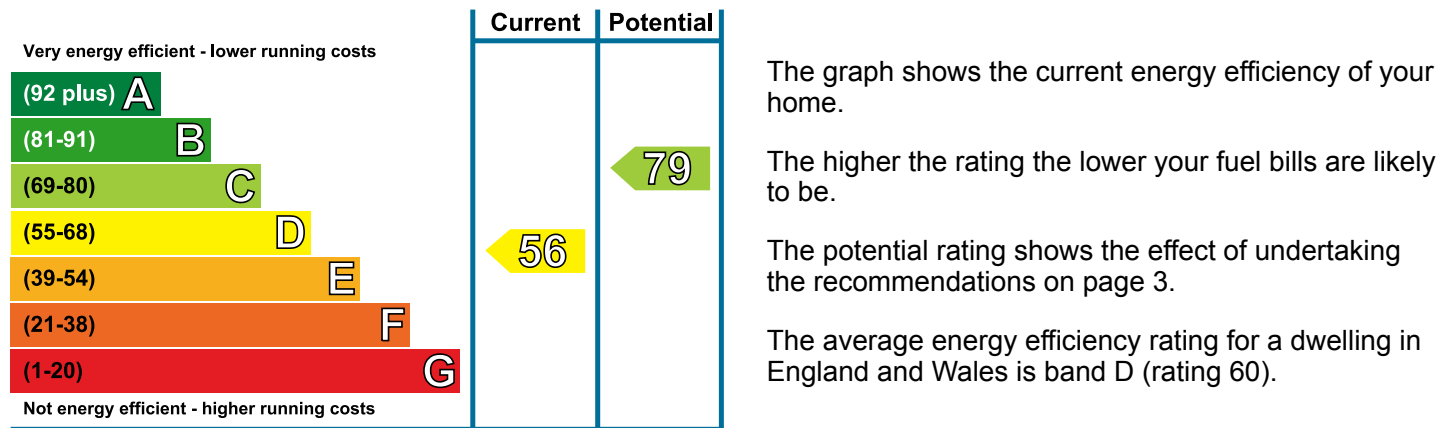 Current Potential
Very energy efficient - lower running costs
(92 plus) A
(81-91) B
(69-80) C
79
(55-68) D
56
(39-54) E
(21-38) F
(1-20) G
Not energy efficient - higher running costs
The graph shows the current energy efficiency of your
home.
The higher the rating the lower your fuel bills are likely
to be.
The potential rating shows the effect of undertaking
the recommendations on page 3.
The average energy efficiency rating for a dwelling in
England and Wales is band D (rating 60).